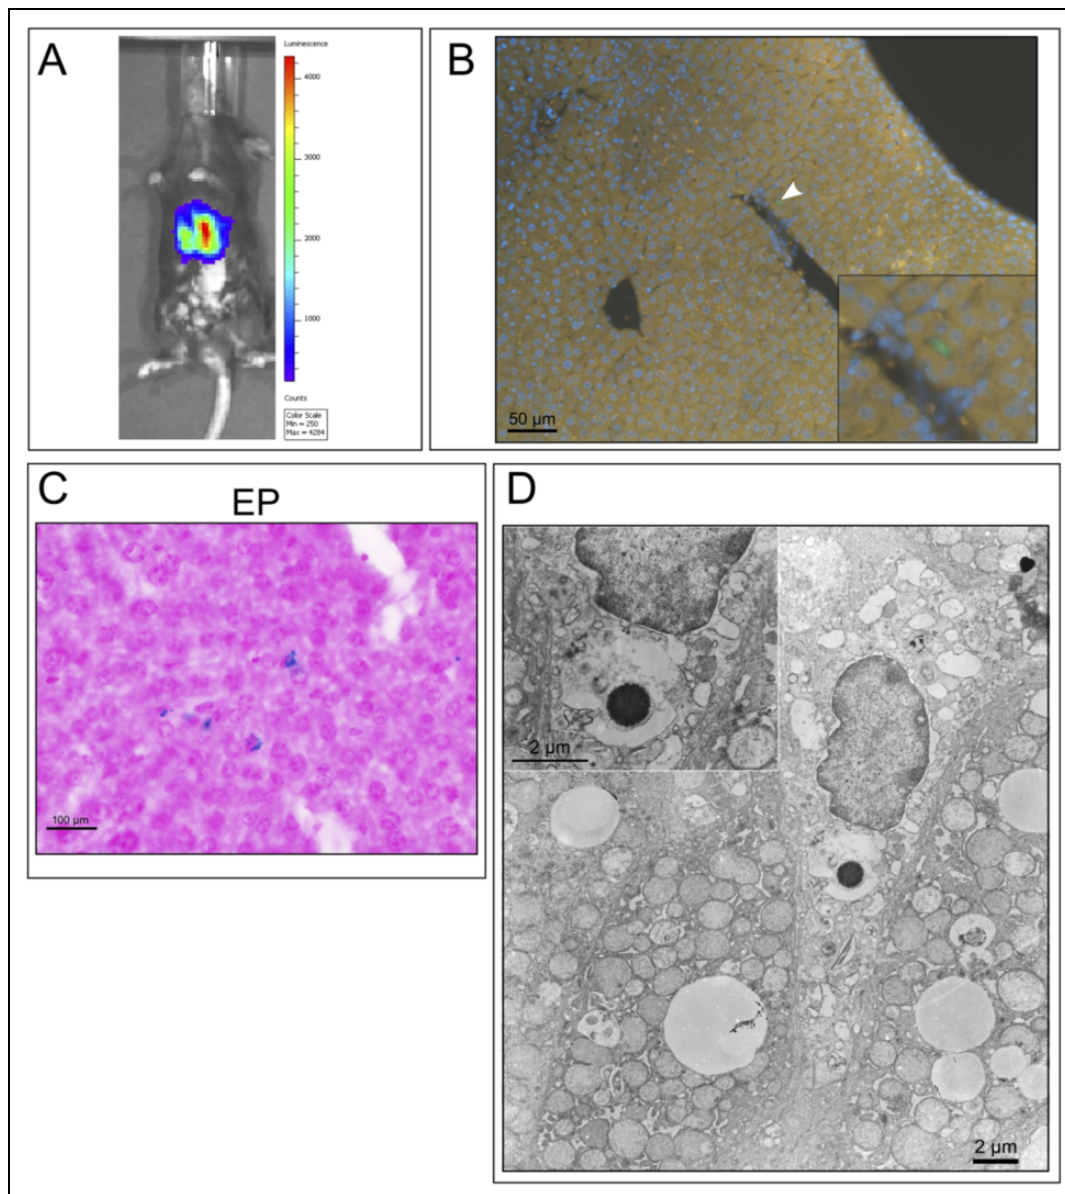 A
Luminescence
4000
3000
2000
1000
Counts
Color Scale
Min = 250
Max = 4284
B
50 µm
C
EP
100 µm
D
2 µm
2 µm